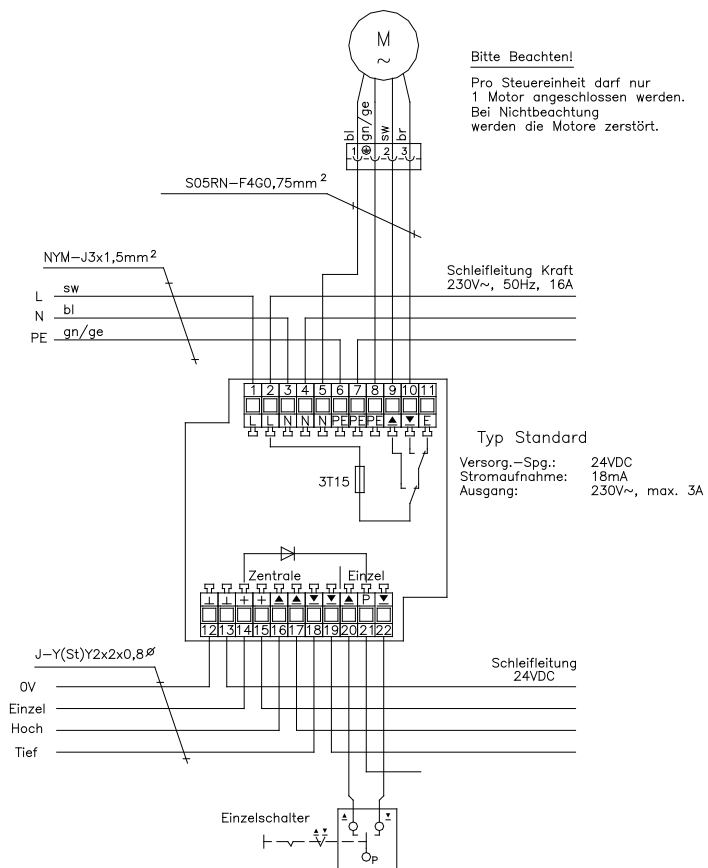 M
~
Bitte Beachten!
Pro Steuereinheit darf nur
1 Motor angeschlossen werden.
Bei Nichtbeachtung
werden die Motore zerstört.
bl gn/ge sw br
1 2 3
S05RN-F4G0,75mm²
NYM-J3x1,5mm²
Schleifleitung Kraft
230V~, 50Hz, 16A
L sw
N bl
PE gn/ge
1 2 3 4 5 6 7 8 9 10 11
L L N N N PE PE PE ▲ ▼ E
Typ Standard
Versorg.-Spg.: 24VDC
Stromaufnahme: 18mA
Ausgang: 230V~, max. 3A
3T15
Zentrale Einzel
⊥ ⊥ + + ▲ ▲ ▼ ▼ ▲ P ▼
12 13 14 15 16 17 18 19 20 21 22
J-Y(St)Y2x2x0,8⌀
Schleifleitung
24VDC
0V
Einzel
Hoch
Tief
Einzelschalter
▲ ▼
▲ ▼
P